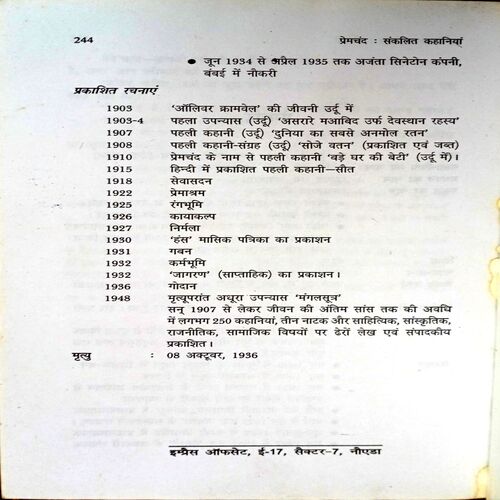 244
प्रेमचंद : संकलित कहानियां
● जून 1934 से अप्रैल 1935 तक अजंता सिनेटोन कंपनी,
बंबई में नौकरी
प्रकाशित रचनाएं
1903 'ऑलिवर क्रामवेल' की जीवनी उर्दू में
1903-4 पहला उपन्यास (उर्दू) 'असरारे मआबिद उर्फ देवस्थान रहस्य'
1907 पहली कहानी (उर्दू) 'दुनिया का सबसे अनमोल रतन'
1908 पहली कहानी-संग्रह (उर्दू) 'सोजे वतन' (प्रकाशित एवं जब्त)
1910 प्रेमचंद के नाम से पहली कहानी 'बड़े घर की बेटी' (उर्दू में)।
1915 हिन्दी में प्रकाशित पहली कहानी—सौत
1918 सेवासदन
1922 प्रेमाश्रम
1925 रंगभूमि
1926 कायाकल्प
1927 निर्मला
1930 'हंस' मासिक पत्रिका का प्रकाशन
1931 गबन
1932 कर्मभूमि
1932 'जागरण' (साप्ताहिक) का प्रकाशन।
1936 गोदान
1948 मृत्यूपरांत अधूरा उपन्यास 'मंगलसूत्र'
सन् 1907 से लेकर जीवन की अंतिम सांस तक की अवधि
में लगभग 250 कहानियां, तीन नाटक और साहित्यिक, सांस्कृतिक,
राजनीतिक, सामाजिक विषयों पर ढेरों लेख एवं संपादकीय
प्रकाशित।
मृत्यु : 08 अक्टूबर, 1936
इम्प्रैस ऑफसेट, ई-17, सैक्टर-7, नौएडा